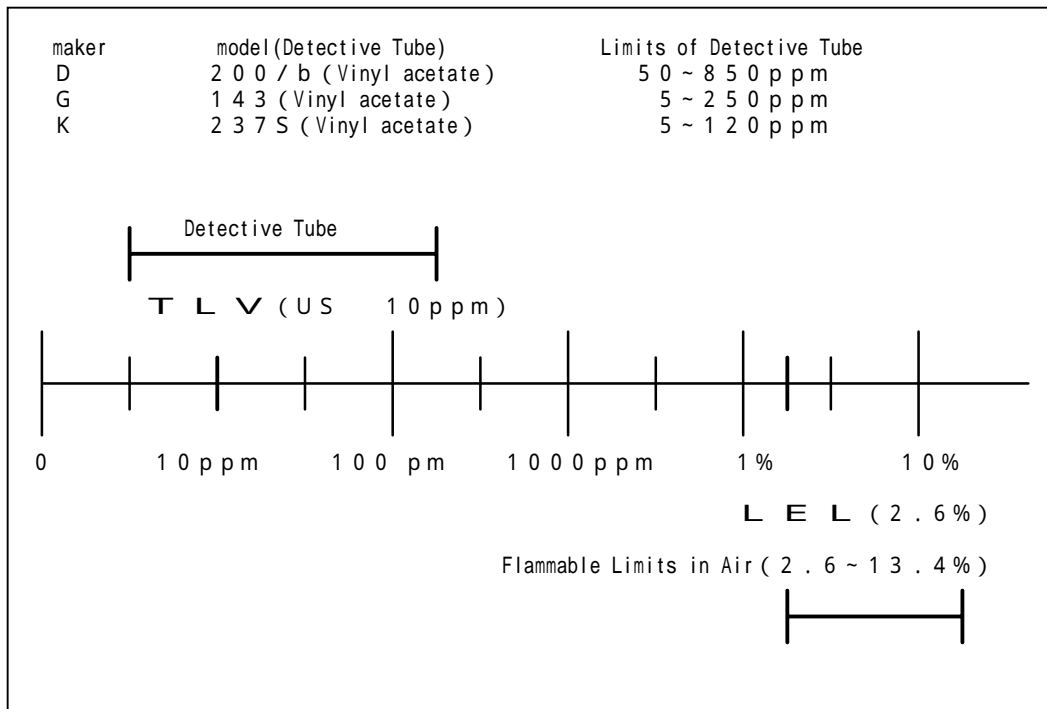 maker model(Detective Tube) Limits of Detective Tube
D 200/b(Vinyl acetate) 50~850ppm
G 143(Vinyl acetate) 5~250ppm
K 237S(Vinyl acetate) 5~120ppm
Detective Tube
TLV(US 10ppm)
0 10ppm 100 pm 1000ppm 1% 10%
LEL(2.6%)
Flammable Limits in Air(2.6~13.4%)